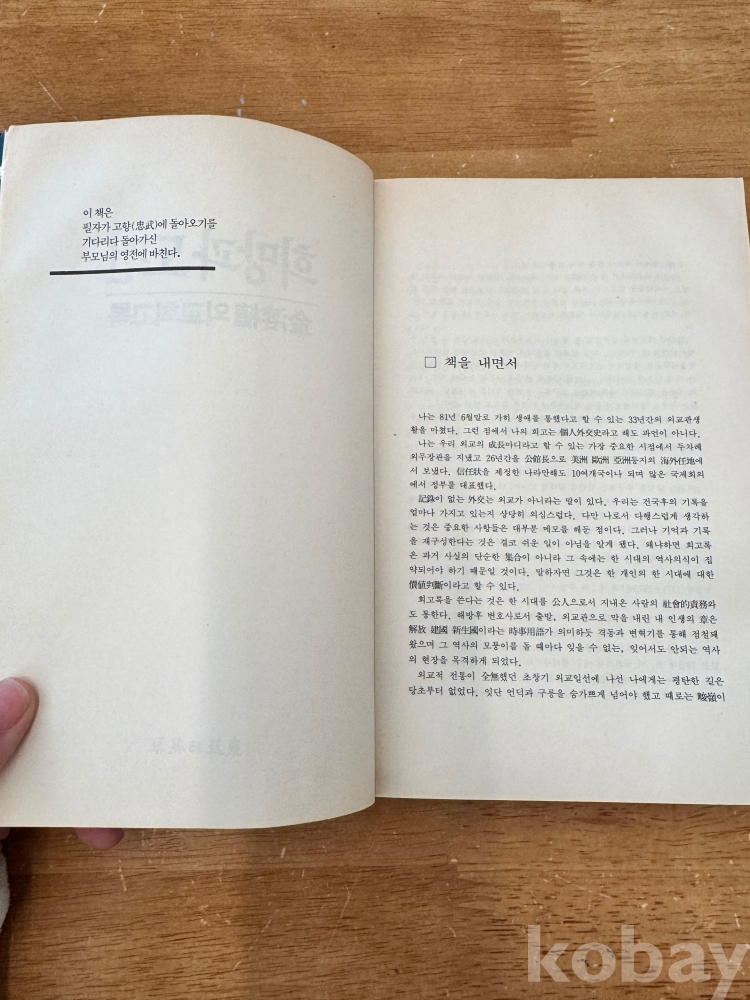 이 책은
필자가 고향(忠武)에 돌아오기를
기다리다 돌아가신
부모님의 영전에 바친다.
□ 책을 내면서
나는 81년 6월말로 가히 생애를 통했다고 할 수 있는 33년간의 외교관생
활을 마쳤다. 그런 점에서 나의 회고는 個人外交史라고 해도 과언이 아니다.
나는 우리 외교의 成長마디라고 할 수 있는 가장 중요한 시점에서 두차례
외무장관을 지냈고 26년간을 公館長으로 美洲 歐洲 亞洲등지의 海外任地에
서 보냈다. 信任狀을 제정한 나라만해도 10여개국이나 되며 많은 국제회의
에서 정부를 대표했다.
記錄이 없는 外交는 외교가 아니라는 말이 있다. 우리는 건국후의 기록을
얼마나 가지고 있는지 상당히 의심스럽다. 다만 나로서 다행스럽게 생각하
는 것은 중요한 사항들은 대부분 메모를 해둔 점이다. 그러나 기억과 기록
을 재구성한다는 것은 결코 쉬운 일이 아님을 알게 됐다. 왜냐하면 회고록
은 과거 사실의 단순한 集合이 아니라 그 속에는 한 시대의 역사의식이 집
약되어야 하기 때문일 것이다. 말하자면 그것은 한 개인의 한 시대에 대한
價値判斷이라고 할 수 있다.
회고록을 쓴다는 것은 한 시대를 公人으로서 지내온 사람의 社會的責務와
도 통한다. 해방후 변호사로서 출발, 외교관으로 막을 내린 내 인생의 章은
解放 建國 新生國이라는 時事用語가 의미하듯 격동과 변혁기를 통해 점철돼
왔으며 그 역사의 모퉁이를 돌 때마다 잊을 수 없는, 잊어서도 안되는 역사
의 현장을 목격하게 되었다.
외교적 전통이 全無했던 초창기 외교일선에 나선 나에게는 평탄한 길은
당초부터 없었다. 잇단 언덕과 구릉을 숨가쁘게 넘어야 했고 때로는 峻嶺이
kobay